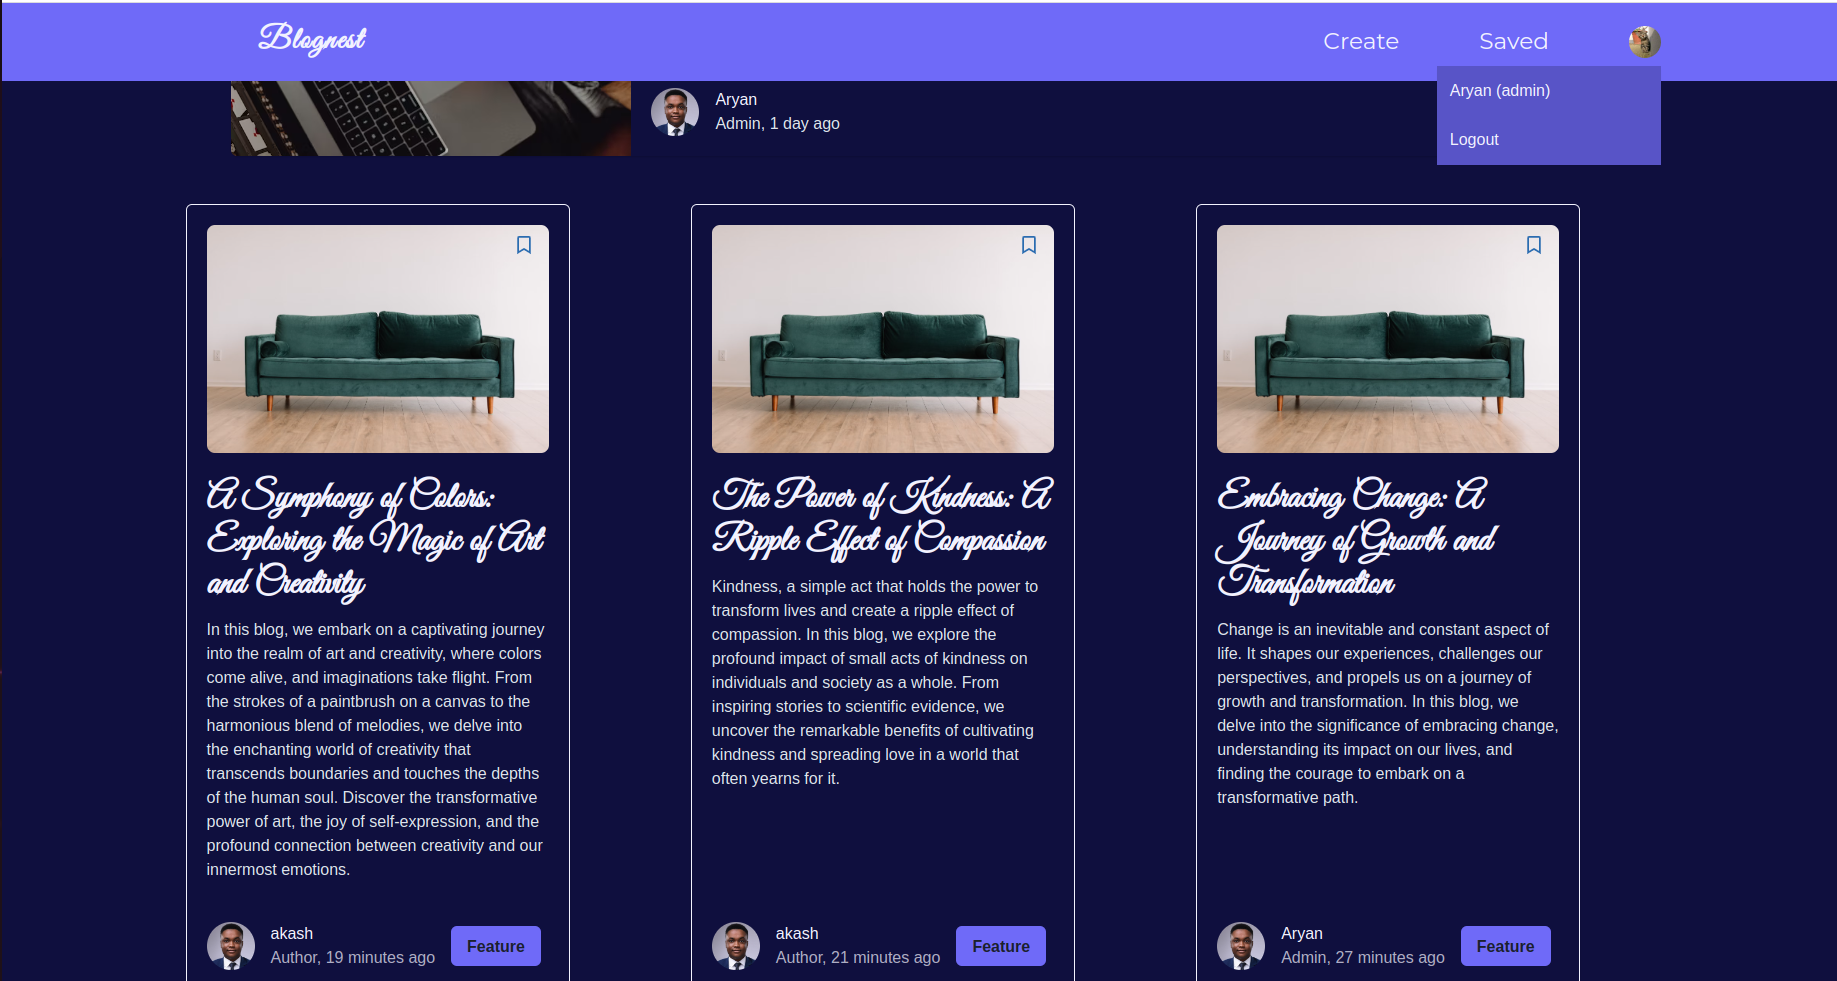 Blognest
Create
Saved
Aryan (admin)
Logout
Aryan
Admin, 1 day ago
A Symphony of Colors:
Exploring the Magic of Art
and Creativity
In this blog, we embark on a captivating journey
into the realm of art and creativity, where colors
come alive, and imaginations take flight. From
the strokes of a paintbrush on a canvas to the
harmonious blend of melodies, we delve into
the enchanting world of creativity that
transcends boundaries and touches the depths
of the human soul. Discover the transformative
power of art, the joy of self-expression, and the
profound connection between creativity and our
innermost emotions.
akash
Author, 19 minutes ago
Feature
The Power of Kindness: A
Ripple Effect of Compassion
Kindness, a simple act that holds the power to
transform lives and create a ripple effect of
compassion. In this blog, we explore the
profound impact of small acts of kindness on
individuals and society as a whole. From
inspiring stories to scientific evidence, we
uncover the remarkable benefits of cultivating
kindness and spreading love in a world that
often yearns for it.
akash
Author, 21 minutes ago
Feature
Embracing Change: A
Journey of Growth and
Transformation
Change is an inevitable and constant aspect of
life. It shapes our experiences, challenges our
perspectives, and propels us on a journey of
growth and transformation. In this blog, we
delve into the significance of embracing change,
understanding its impact on our lives, and
finding the courage to embark on a
transformative path.
Aryan
Admin, 27 minutes ago
Feature